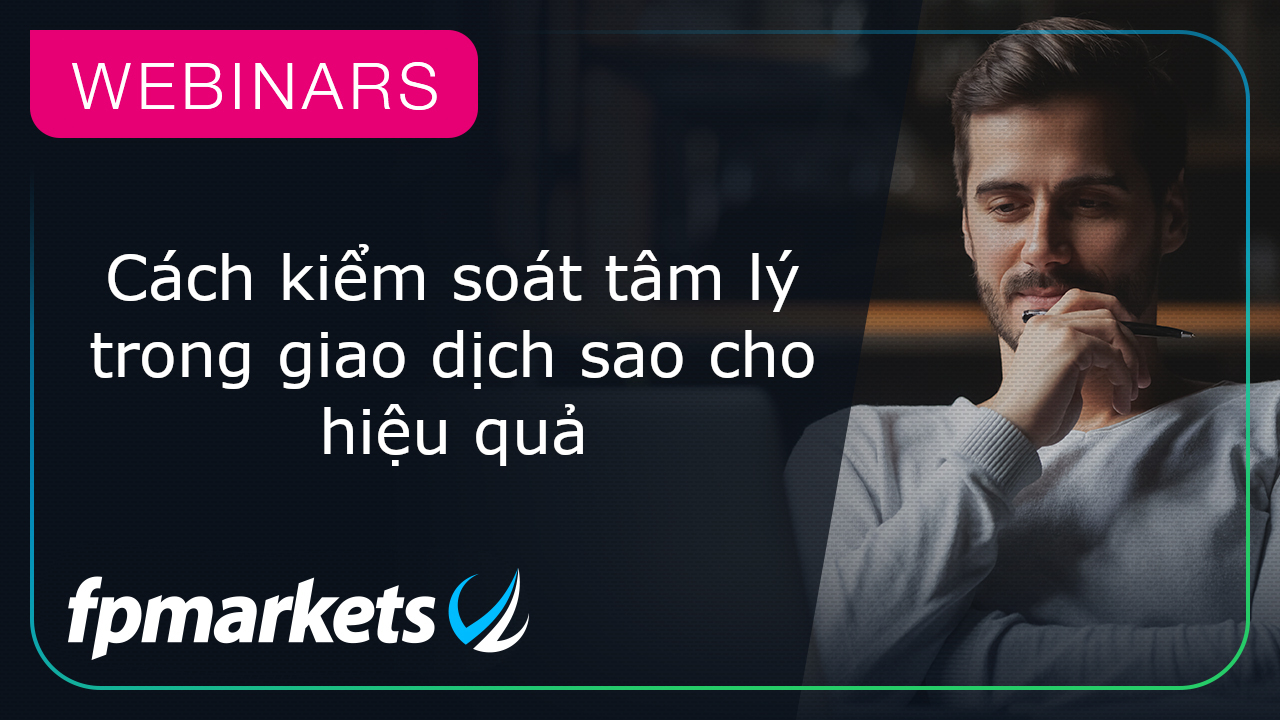 WEBINARS
Cách kiểm soát tâm lý
trong giao dịch sao cho
hiệu quả
fpmarkets